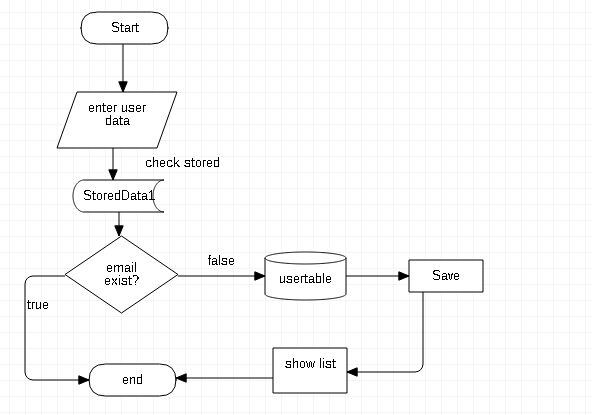 Start
enter user
data
check stored
StoredData1
email
exist?
false
usertable
Save
true
show list
end